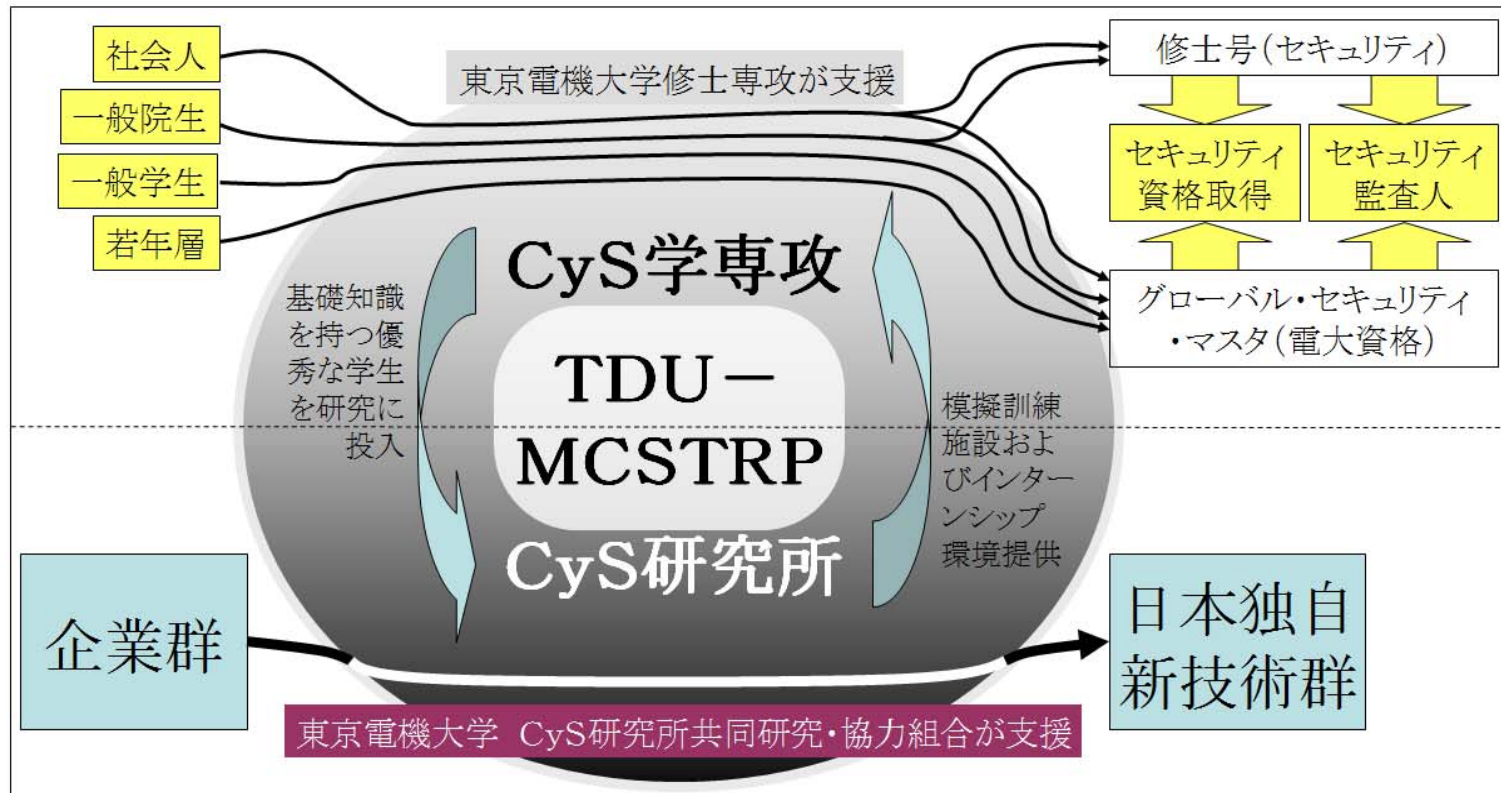 社会人
一般院生
一般学生
若年層
東京電機大学修士専攻が支援
修士号(セキュリティ)
セキュリティ
資格取得
セキュリティ
監査人
グローバル・セキュリティ
・マスタ(電大資格)
CyS学専攻
TDU－
MCSTRP
CyS研究所
基礎知識
を持つ優
秀な学生
を研究に
投入
模擬訓練
施設およ
びインター
ンシップ
環境提供
企業群
日本独自
新技術群
東京電機大学 CyS研究所共同研究・協力組合が支援